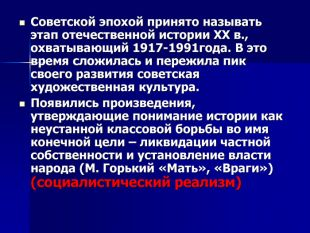 Советской эпохой принято называть
этап отечественной истории XX в.,
охватывающий 1917-1991года. В это
время сложилась и пережила пик
своего развития советская
художественная культура.
Появились произведения,
утверждающие понимание истории как
неустанной классовой борьбы во имя
конечной цели – ликвидации частной
собственности и установление власти
народа (М. Горький «Мать», «Враги»)
(социалистический реализм)